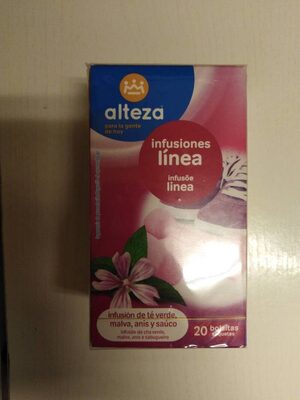 alteza
para la gente
de hoy
infusiones
línea
infusõe
linea
infusión de té verde,
malva, anís y saúco
infusão de chá verde,
malva, anis e sabugueiro
20 bolsitas
saquetas